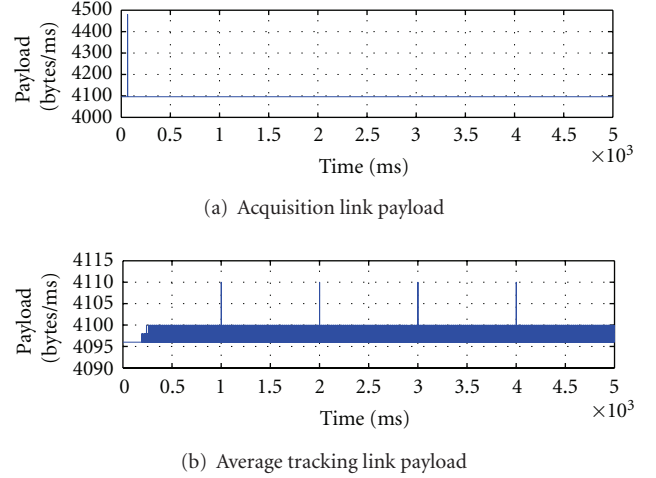 4500
4400
4300
4200
4100
4000
Payload
(bytes/ms)
0 0.5 1 1.5 2 2.5 3 3.5 4 4.5 5
×10³
Time (ms)
(a) Acquisition link payload
4115
4110
4105
4100
4095
4090
Payload
(bytes/ms)
0 0.5 1 1.5 2 2.5 3 3.5 4 4.5 5
×10³
Time (ms)
(b) Average tracking link payload